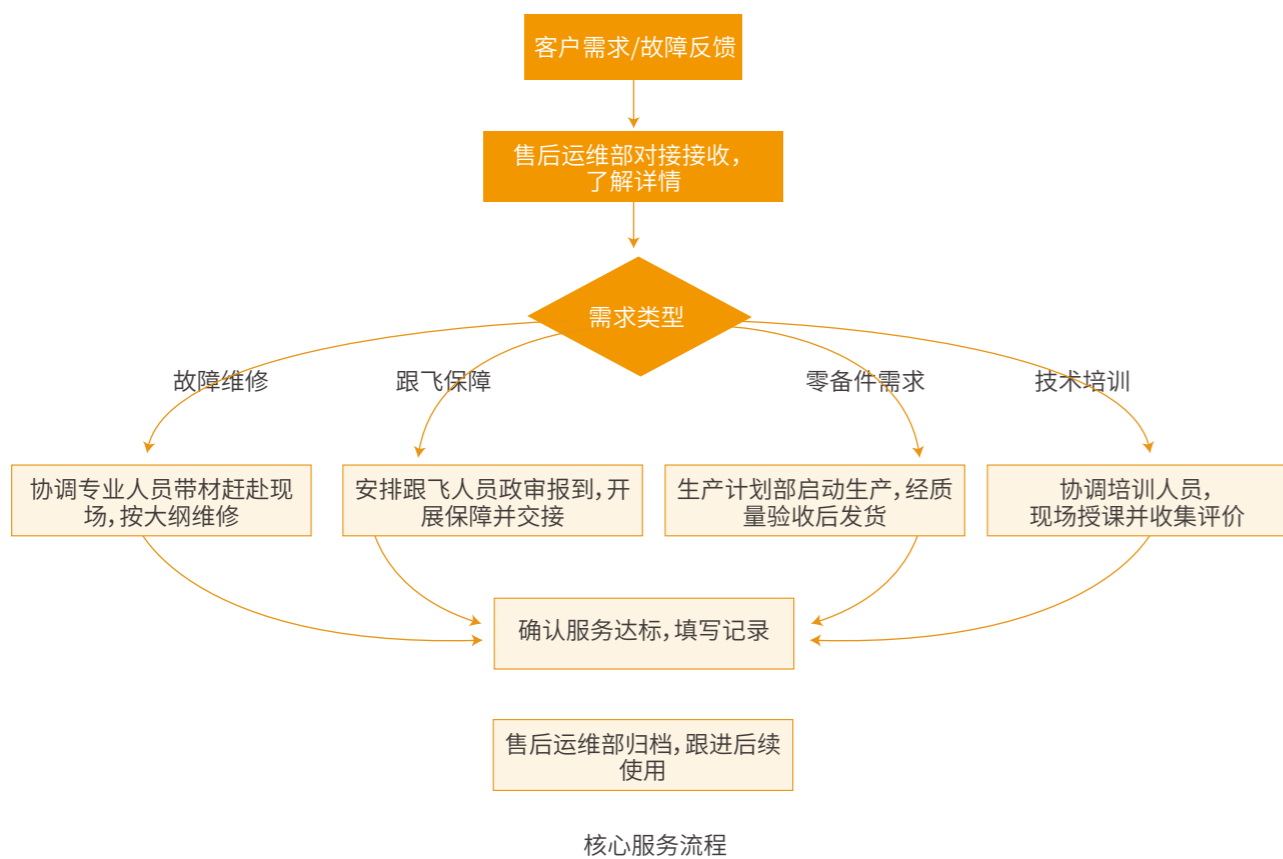 客户需求/故障反馈
售后运维部对接接收，
了解详情
需求类型
故障维修
跟飞保障
零备件需求
技术培训
协调专业人员带材赶赴现
场，按大纲维修
安排跟飞人员政审报到，开
展保障并交接
生产计划部启动生产，经质
量验收后发货
协调培训人员，
现场授课并收集评价
确认服务达标，填写记录
售后运维部归档，跟进后续
使用
核心服务流程